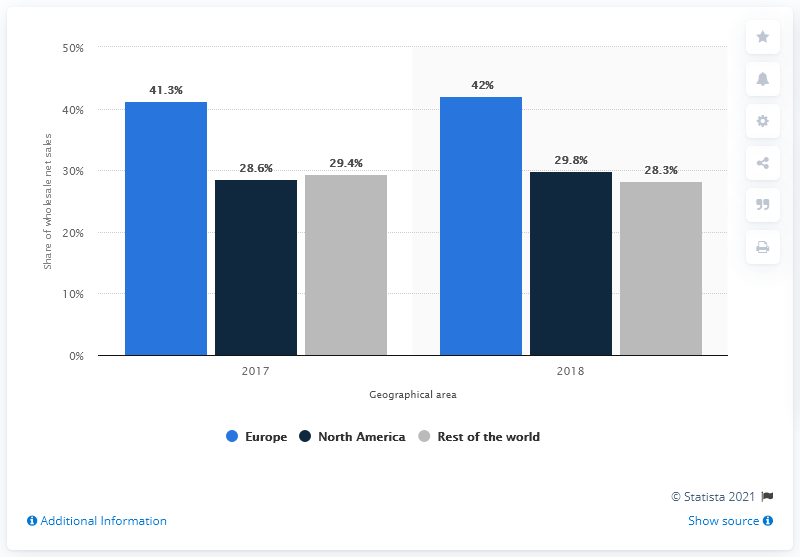 50%
40%
30%
20%
10%
0%
Share of wholesale net sales
41.3%
28.6%
29.4%
42%
29.8%
28.3%
2017
2018
Geographical area
Europe
North America
Rest of the world
© Statista 2021
Additional Information
Show source